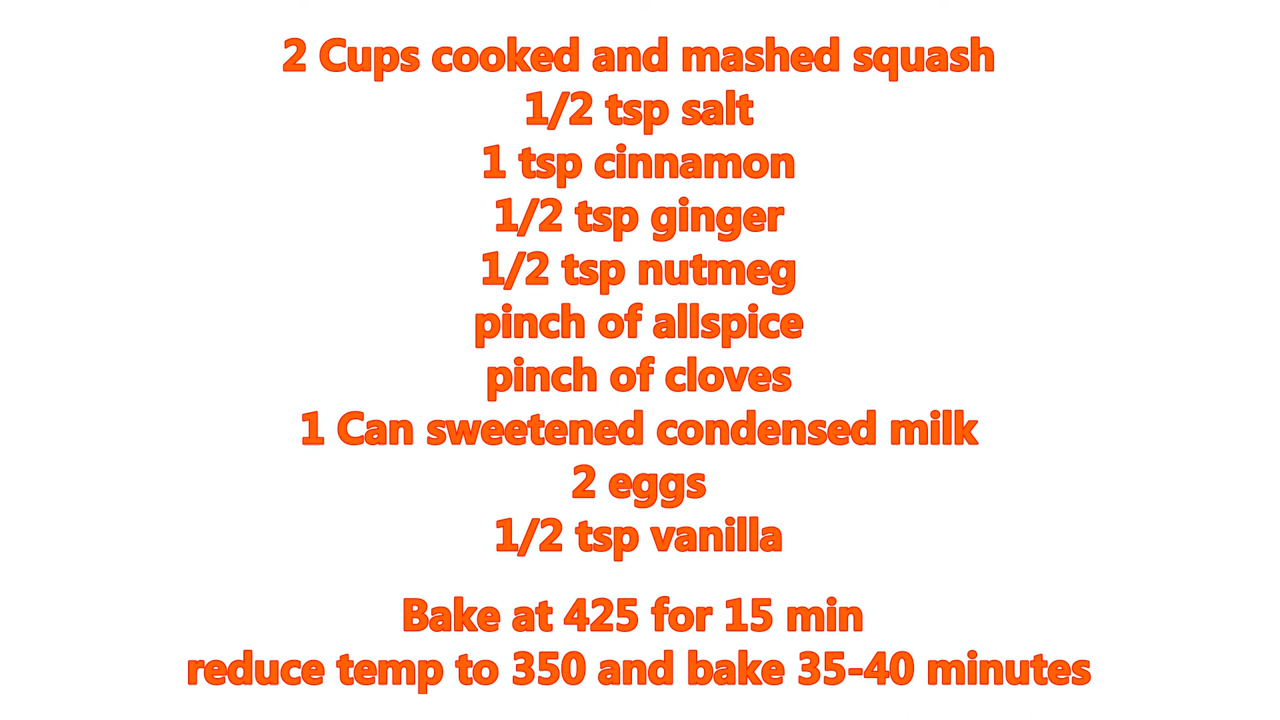 2 Cups cooked and mashed squash
1/2 tsp salt
1 tsp cinnamon
1/2 tsp ginger
1/2 tsp nutmeg
pinch of allspice
pinch of cloves
1 Can sweetened condensed milk
2 eggs
1/2 tsp vanilla
Bake at 425 for 15 min
reduce temp to 350 and bake 35-40 minutes